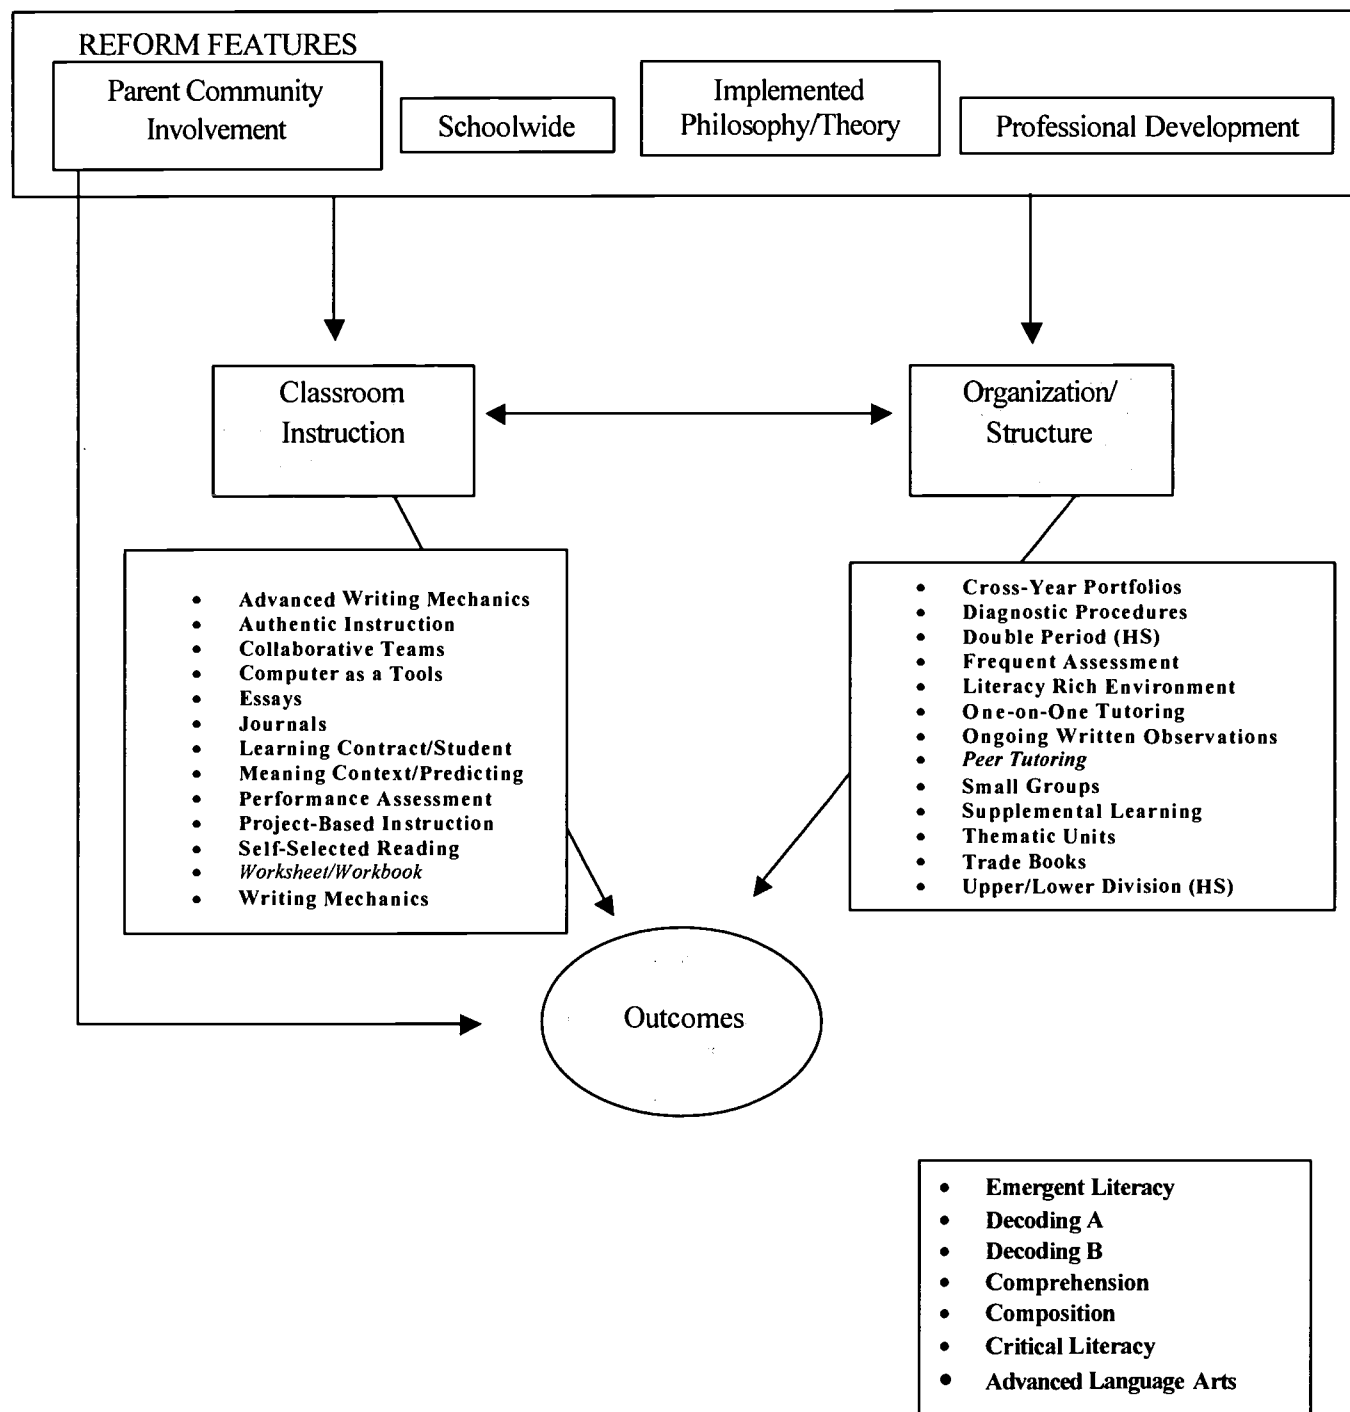 REFORM FEATURES
Parent Community
Involvement
Schoolwide
Implemented
Philosophy/Theory
Professional Development
Classroom
Instruction
Organization/
Structure
• Advanced Writing Mechanics
• Authentic Instruction
• Collaborative Teams
• Computer as a Tools
• Essays
• Journals
• Learning Contract/Student
• Meaning Context/Predicting
• Performance Assessment
• Project-Based Instruction
• Self-Selected Reading
• Worksheet/Workbook
• Writing Mechanics
• Cross-Year Portfolios
• Diagnostic Procedures
• Double Period (HS)
• Frequent Assessment
• Literacy Rich Environment
• One-on-One Tutoring
• Ongoing Written Observations
• Peer Tutoring
• Small Groups
• Supplemental Learning
• Thematic Units
• Trade Books
• Upper/Lower Division (HS)
Outcomes
• Emergent Literacy
• Decoding A
• Decoding B
• Comprehension
• Composition
• Critical Literacy
• Advanced Language Arts